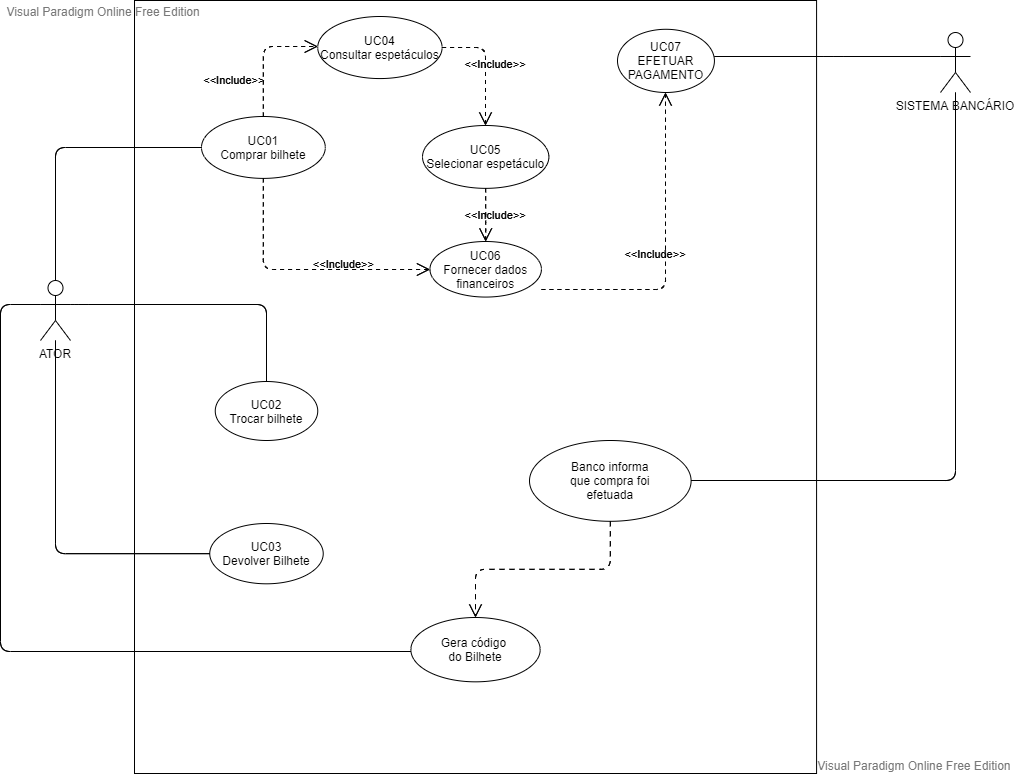 Visual Paradigm Online Free Edition
UC04
Consultar espetáculos
UC07
EFETUAR
PAGAMENTO
<<Include>>
<<Include>>
SISTEMA BANCÁRIO
UC01
Comprar bilhete
UC05
Selecionar espetáculo
<<Include>>
UC06
Fornecer dados
financeiros
<<Include>>
<<Include>>
ATOR
UC02
Trocar bilhete
Banco informa
que compra foi
efetuada
UC03
Devolver Bilhete
Gera código
do Bilhete
Visual Paradigm Online Free Edition